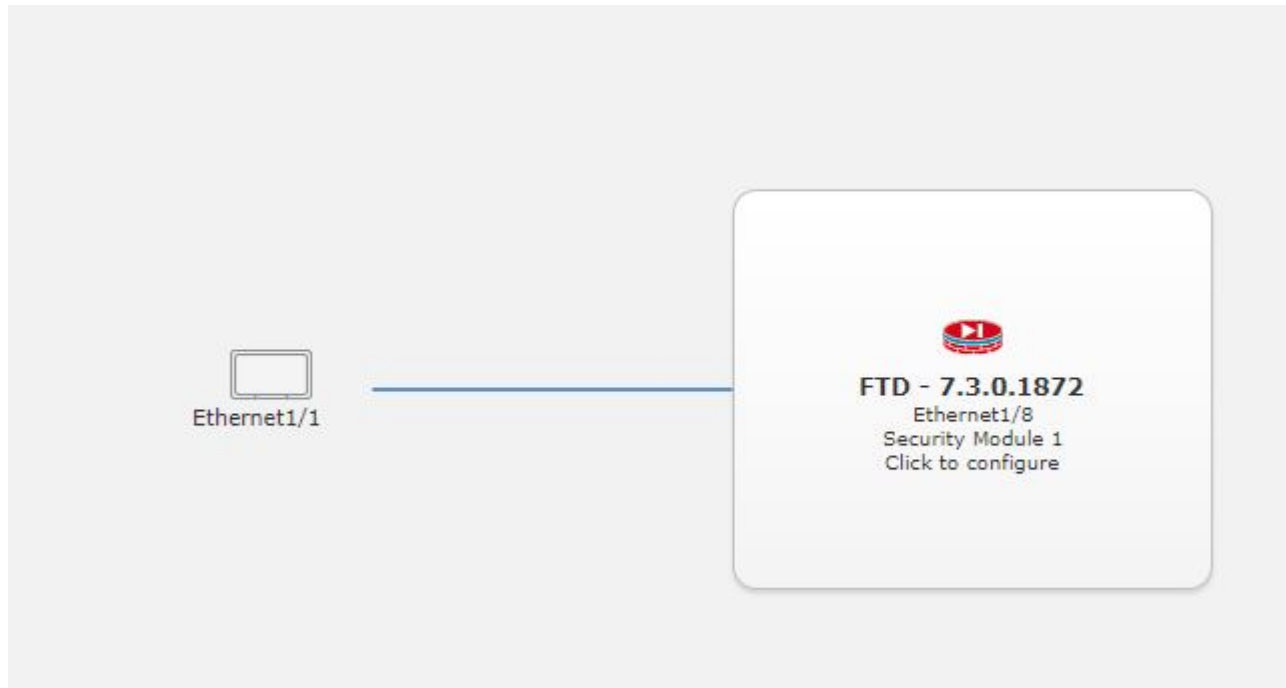 Ethernet1/1
FTD - 7.3.0.1872
Ethernet1/8
Security Module 1
Click to configure